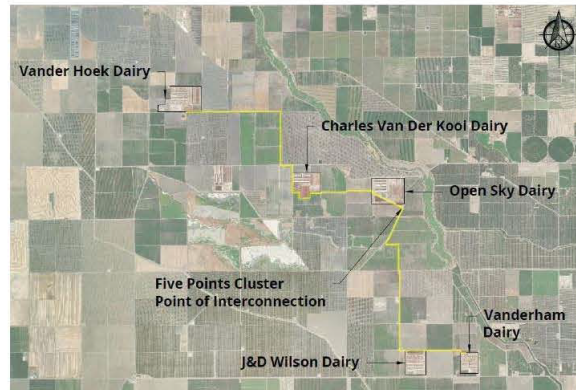 Vander Hoek Dairy
Charles Van Der Kooi Dairy
Open Sky Dairy
Five Points Cluster
Point of Interconnection
Vanderham
Dairy
J&D Wilson Dairy